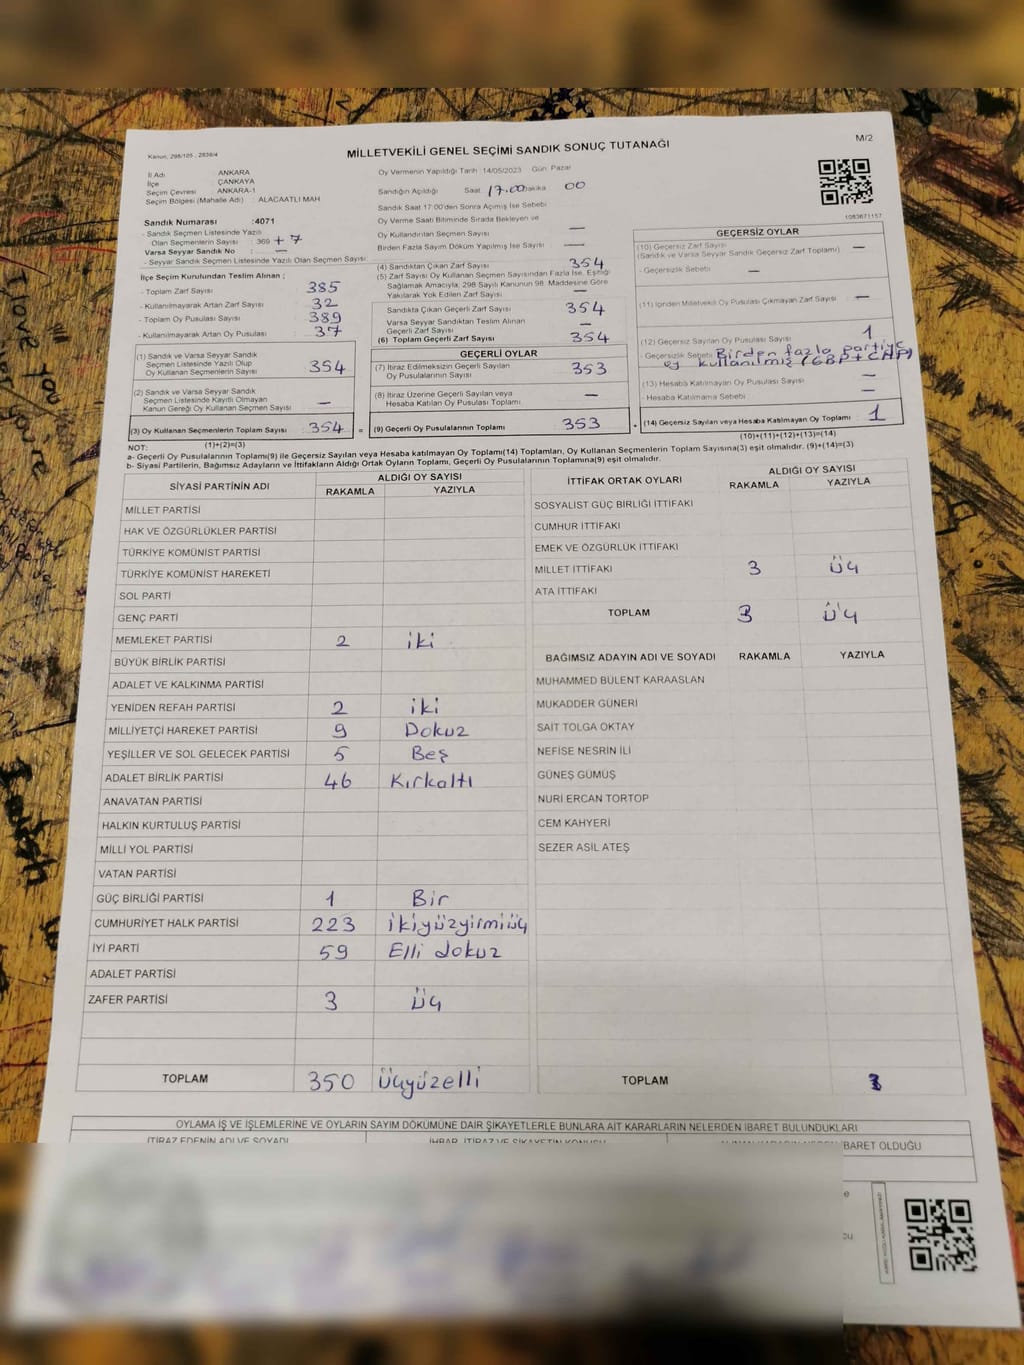 MİLLETVEKİLİ GENEL SEÇİMİ SANDIK SONUÇ TUTANAĞI
M/2
Kanun; 298/105 , 2839/4
İl Adı : ANKARA
İlçe : ÇANKAYA
Seçim Çevresi : ANKARA-1
Seçim Bölgesi (Mahalle Adı) : ALACAATLI MAH
Oy Vermenin Yapıldığı Tarih :14/05/2023 Gün: Pazar
Sandığın Açıldığı Saat 17.00 Dakika 00
Sandık Saat 17:00'den Sonra Açımış İse Sebebi
Oy Verme Saati Bitiminde Sırada Bekleyen ve
Oy Kullandırılan Seçmen Sayısı —
Birden Fazla Sayım Döküm Yapılmış İse Sayısı —
1083671157
Sandık Numarası :4071
- Sandık Seçmen Listesinde Yazılı
Olan Seçmenlerin Sayısı : 369 + 7
Varsa Seyyar Sandık No : —
- Seyyar Sandık Seçmen Listesinde Yazılı Olan Seçmen Sayısı
İlçe Seçim Kurulundan Teslim Alınan ;
- Toplam Zarf Sayısı 385
- Kullanılmayarak Artan Zarf Sayısı 32
- Toplam Oy Pusulası Sayısı 389
- Kullanılmayarak Artan Oy Pusulası 37
(1) Sandık ve Varsa Seyyar Sandık
Seçmen Listesinde Yazılı Olup
Oy Kullanan Seçmenlerin Sayısı 354
(2) Sandık ve Varsa Seyyar Sandık
Seçmen Listesinde Kayıtlı Olmayan
Kanun Gereği Oy Kullanan Seçmen Sayısı —
(3) Oy Kullanan Seçmenlerin Toplam Sayısı 354 =
(1)+(2)=(3)
(4) Sandıktan Çıkan Zarf Sayısı 354
(5) Zarf Sayısı Oy Kullanan Seçmen Sayısından Fazla İse, Eşitliği
Sağlamak Amacıyla, 298 Sayılı Kanunun 98. Maddesine Göre
Yakılarak Yok Edilen Zarf Sayısı —
Sandıkta Çıkan Geçerli Zarf Sayısı 354
Varsa Seyyar Sandıktan Teslim Alınan
Geçerli Zarf Sayısı —
(6) Toplam Geçerli Zarf Sayısı 354
GEÇERLİ OYLAR
(7) İtiraz Edilmeksizin Geçerli Sayılan
Oy Pusulalarının Sayısı 353
(8) İtiraz Üzerine Geçerli Sayılan veya
Hesaba Katılan Oy Pusulası Toplamı —
(9) Geçerli Oy Pusulalarının Toplamı 353 +
GEÇERSİZ OYLAR
(10) Geçersiz Zarf Sayısı
(Sandık ve Varsa Seyyar Sandık Geçersiz Zarf Toplamı) —
- Geçersizlik Sebebi —
(11) İçinden Milletvekili Oy Pusulası Çıkmayan Zarf Sayısı —
(12) Geçersiz Sayılan Oy Pusulası Sayısı 1
Geçersizlik Sebebi Birden fazla partiye
oy kullanılmış (GBP+CHP)
(13) Hesaba Katılmayan Oy Pusulası Sayısı —
Hesaba Katılmama Sebebi —
(14) Geçersiz Sayılan veya Hesaba Katılmayan Oy Toplamı 1
(10)+(11)+(12)+(13)=(14)
NOT:
a- Geçerli Oy Pusulalarının Toplamı(9) ile Geçersiz Sayılan veya Hesaba katılmayan Oy Toplamı(14) Toplamları, Oy Kullanan Seçmenlerin Toplam Sayısına(3) eşit olmalıdır. (9)+(14)=(3)
b- Siyasi Partilerin, Bağımsız Adayların ve İttifakların Aldığı Ortak Oyların Toplamı, Geçerli Oy Pusulalarının Toplamına(9) eşit olmalıdır.
SİYASİ PARTİNİN ADI ALDIĞI OY SAYISI
RAKAMLA YAZIYLA
MİLLET PARTİSİ
HAK VE ÖZGÜRLÜKLER PARTİSİ
TÜRKİYE KOMÜNİST PARTİSİ
TÜRKİYE KOMÜNİST HAREKETİ
SOL PARTİ
GENÇ PARTİ
MEMLEKET PARTİSİ 2 iki
BÜYÜK BİRLİK PARTİSİ
ADALET VE KALKINMA PARTİSİ
YENİDEN REFAH PARTİSİ 2 iki
MİLLİYETÇİ HAREKET PARTİSİ 9 Dokuz
YEŞİLLER VE SOL GELECEK PARTİSİ 5 Beş
ADALET BİRLİK PARTİSİ 46 Kırkaltı
ANAVATAN PARTİSİ
HALKIN KURTULUŞ PARTİSİ
MİLLİ YOL PARTİSİ
VATAN PARTİSİ
GÜÇ BİRLİĞİ PARTİSİ 1 Bir
CUMHURİYET HALK PARTİSİ 223 ikiyüzyirmiüç
İYİ PARTİ 59 Elli dokuz
ADALET PARTİSİ
ZAFER PARTİSİ 3 üç
TOPLAM 350 üçyüzelli
İTTİFAK ORTAK OYLARI ALDIĞI OY SAYISI
RAKAMLA YAZIYLA
SOSYALİST GÜÇ BİRLİĞİ İTTİFAKI
CUMHUR İTTİFAKI
EMEK VE ÖZGÜRLÜK İTTİFAKI
MİLLET İTTİFAKI 3 üç
ATA İTTİFAKI
TOPLAM 3 üç
BAĞIMSIZ ADAYIN ADI VE SOYADI RAKAMLA YAZIYLA
MUHAMMED BÜLENT KARAASLAN
MUKADDER GÜNERİ
SAİT TOLGA OKTAY
NEFİSE NESRİN İLİ
GÜNEŞ GÜMÜŞ
NURİ ERCAN TORTOP
CEM KAHYERİ
SEZER ASİL ATEŞ
TOPLAM 3
OYLAMA İŞ VE İŞLEMLERİNE VE OYLARIN SAYIM DÖKÜMÜNE DAİR ŞİKAYETLERLE BUNLARA AİT KARARLARIN NELERDEN İBARET BULUNDUKLARI
İTİRAZ EDENİN ADI VE SOYADI İHBAR, İTİRAZ VE ŞİKAYETİN KONUSU
İBARET OLDUĞU